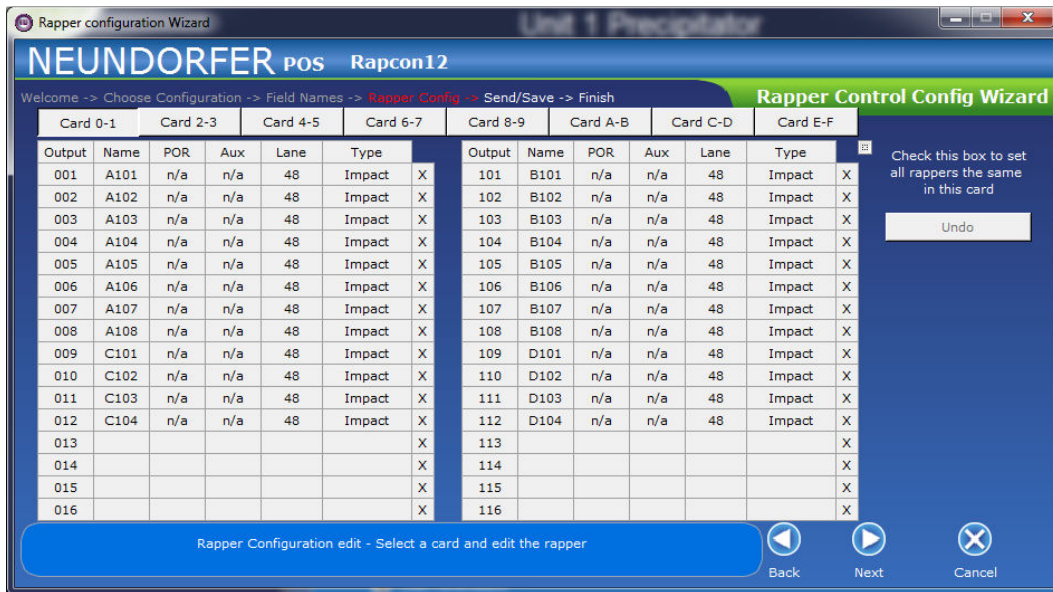 Rapper configuration Wizard
Unit 1 Precipitator
NEUNDORFER POS Rapcon12
Welcome -> Choose Configuration -> Field Names -> Rapper Config -> Send/Save -> Finish
Rapper Control Config Wizard
Card 0-1 Card 2-3 Card 4-5 Card 6-7 Card 8-9 Card A-B Card C-D Card E-F
Output Name POR Aux Lane Type Output Name POR Aux Lane Type
001 A101 n/a n/a 48 Impact X 101 B101 n/a n/a 48 Impact X
002 A102 n/a n/a 48 Impact X 102 B102 n/a n/a 48 Impact X
003 A103 n/a n/a 48 Impact X 103 B103 n/a n/a 48 Impact X
004 A104 n/a n/a 48 Impact X 104 B104 n/a n/a 48 Impact X
005 A105 n/a n/a 48 Impact X 105 B105 n/a n/a 48 Impact X
006 A106 n/a n/a 48 Impact X 106 B106 n/a n/a 48 Impact X
007 A107 n/a n/a 48 Impact X 107 B107 n/a n/a 48 Impact X
008 A108 n/a n/a 48 Impact X 108 B108 n/a n/a 48 Impact X
009 C101 n/a n/a 48 Impact X 109 D101 n/a n/a 48 Impact X
010 C102 n/a n/a 48 Impact X 110 D102 n/a n/a 48 Impact X
011 C103 n/a n/a 48 Impact X 111 D103 n/a n/a 48 Impact X
012 C104 n/a n/a 48 Impact X 112 D104 n/a n/a 48 Impact X
013 X 113 X
014 X 114 X
015 X 115 X
016 X 116 X
Check this box to set
all rappers the same
in this card
Undo
Rapper Configuration edit - Select a card and edit the rapper
Back Next Cancel